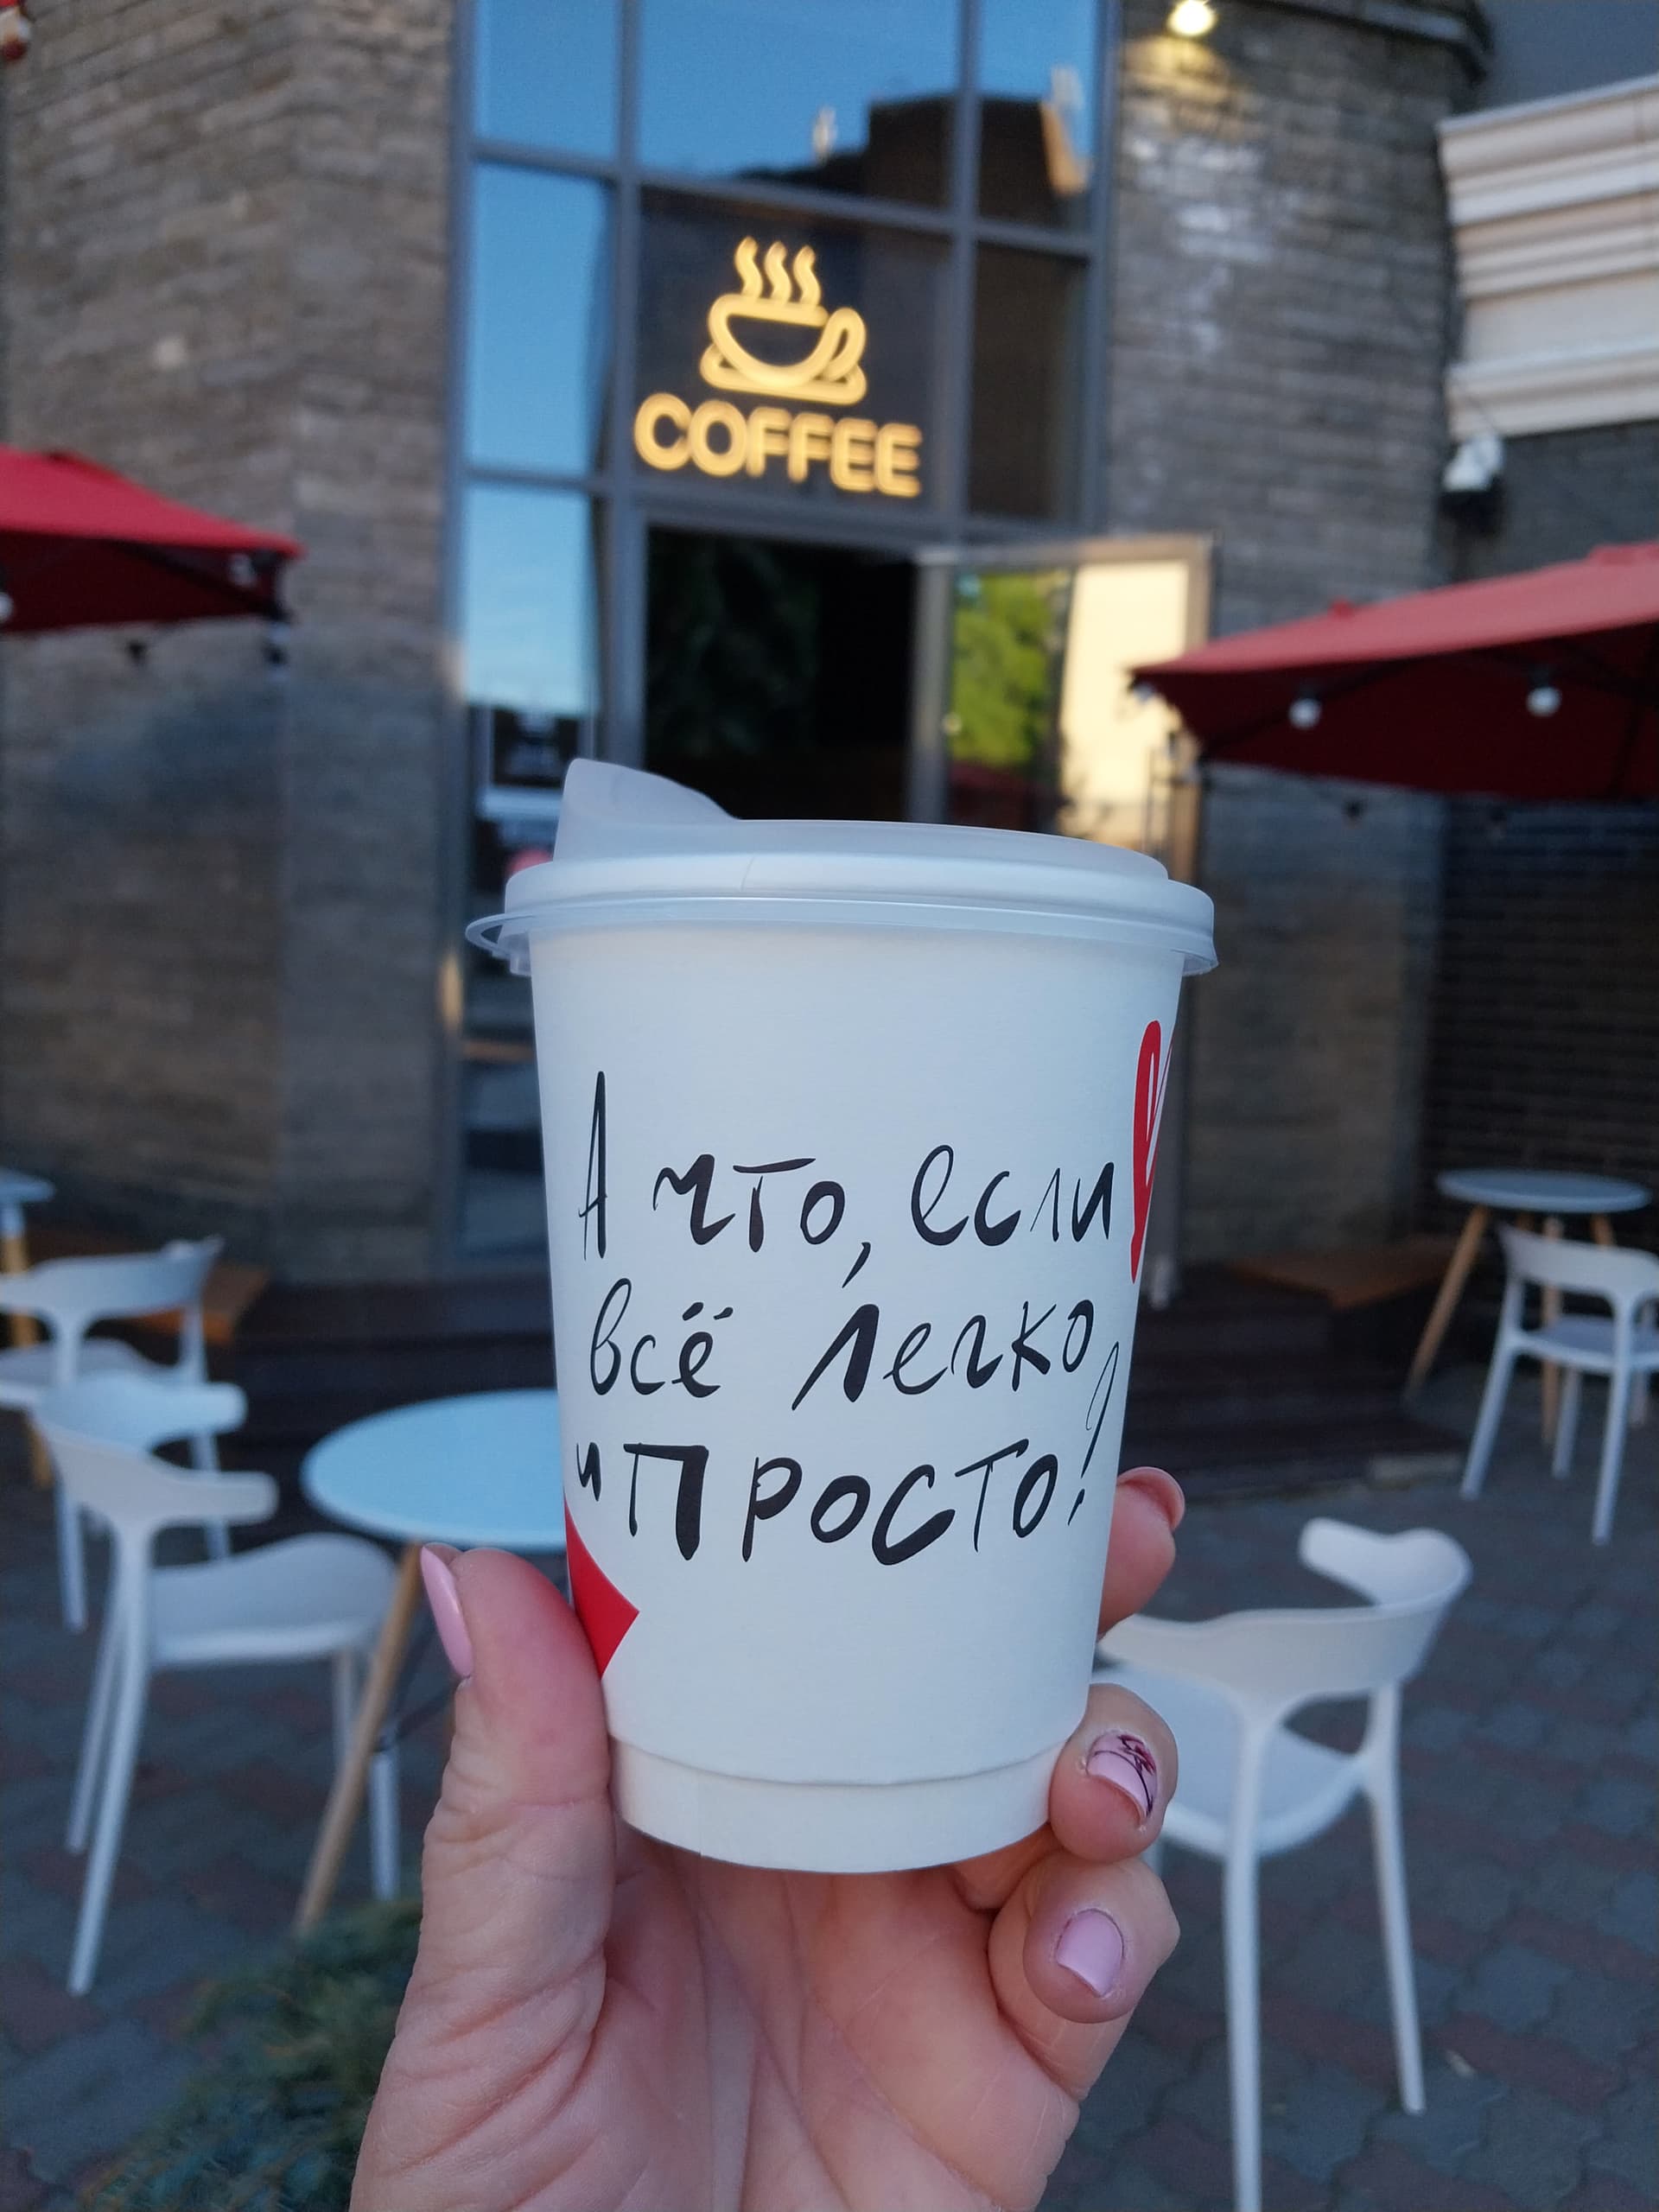 COFFEE
А что, если
всё легко
и просто?